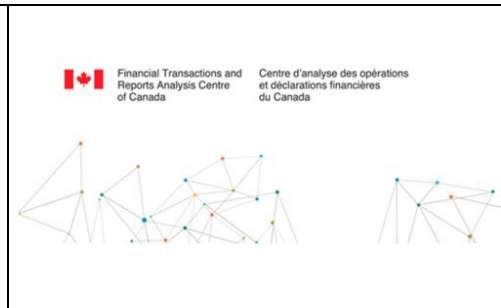 Financial Transactions and
Reports Analysis Centre
of Canada
Centre d'analyse des opérations
et déclarations financières
du Canada